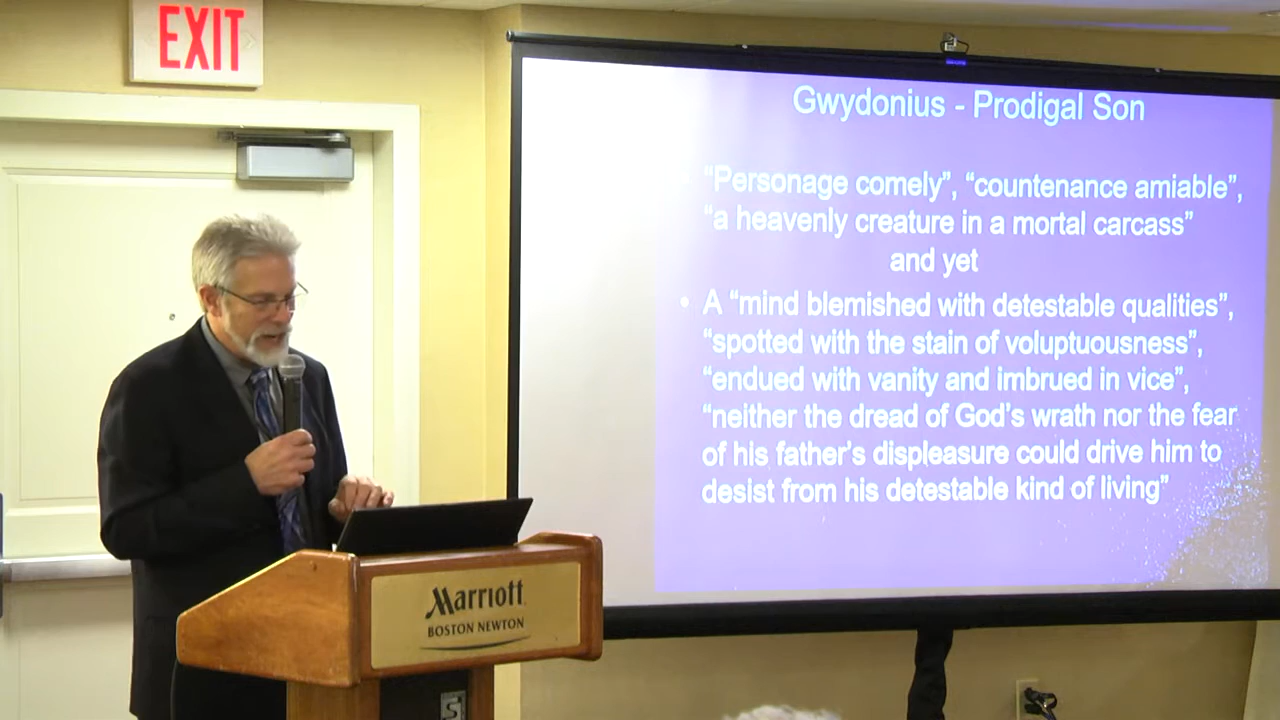 EXIT
Gwydonius - Prodigal Son
“Personage comely”, “countenance amiable”,
“a heavenly creature in a mortal carcass”
and yet
• A “mind blemished with detestable qualities”,
“spotted with the stain of voluptuousness”,
“endued with vanity and imbrued in vice”,
“neither the dread of God’s wrath nor the fear
of his father’s displeasure could drive him to
desist from his detestable kind of living”
Marriott
BOSTON NEWTON